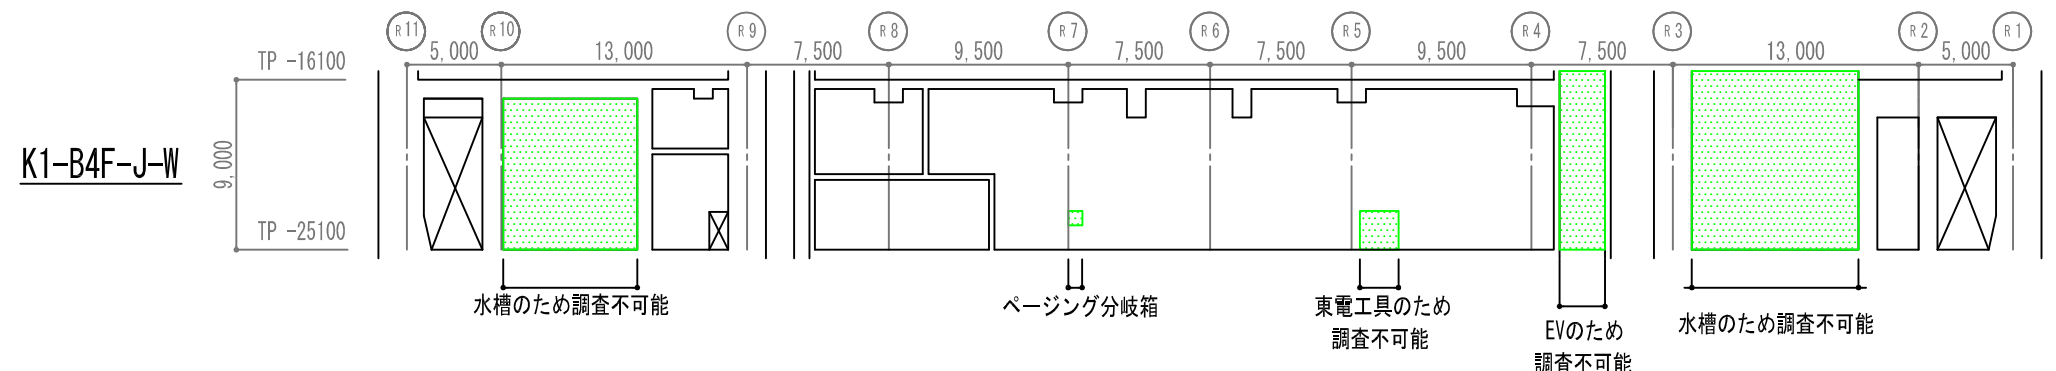 R11 R10 R9 R8 R7 R6 R5 R4 R3 R2 R1
5,000 13,000 7,500 9,500 7,500 7,500 9,500 7,500 13,000 5,000
TP -16100
9,000
K1-B4F-J-W
TP -25100
水槽のため調査不可能
ページング分岐箱
東電工具のため
調査不可能
EVのため
調査不可能
水槽のため調査不可能